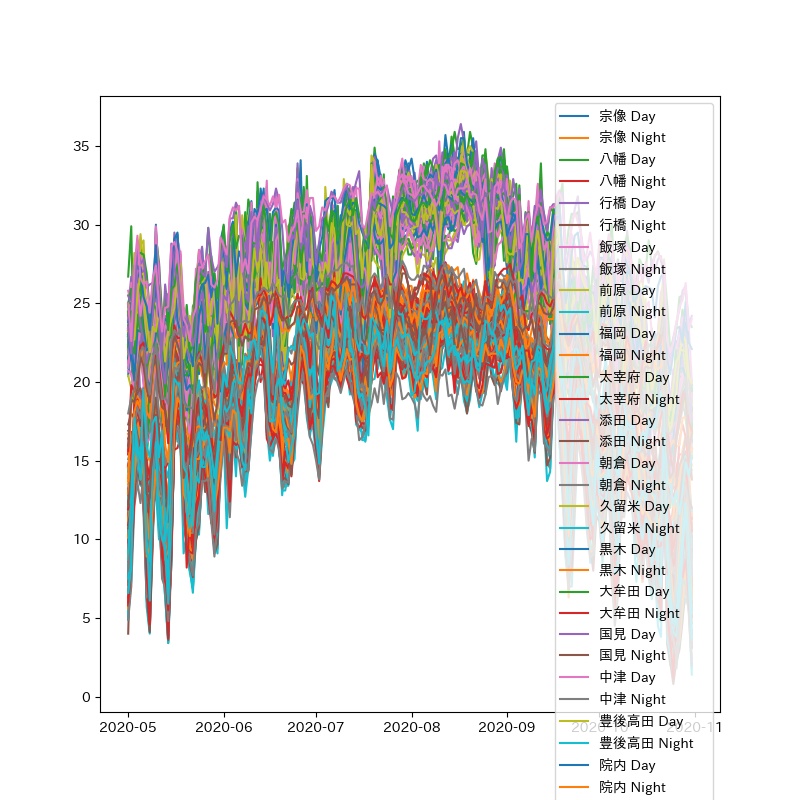 35
30
25
20
15
10
5
0
2020-05
2020-06
2020-07
2020-08
2020-09
2020-10
2020-11
宗像 Day
宗像 Night
八幡 Day
八幡 Night
行橋 Day
行橋 Night
飯塚 Day
飯塚 Night
前原 Day
前原 Night
福岡 Day
福岡 Night
太宰府 Day
太宰府 Night
添田 Day
添田 Night
朝倉 Day
朝倉 Night
久留米 Day
久留米 Night
黒木 Day
黒木 Night
大牟田 Day
大牟田 Night
国見 Day
国見 Night
中津 Day
中津 Night
豊後高田 Day
豊後高田 Night
院内 Day
院内 Night